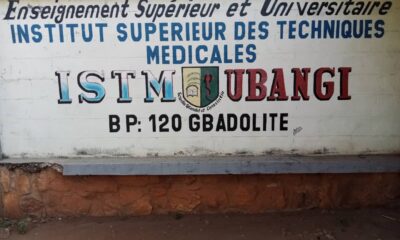 Enseignement Supérieur et Universitaire
INSTITUT SUPERIEUR DES TECHNIQUES
MEDICALES
ISTM UBANGI
BP: 120 GBADOLITE